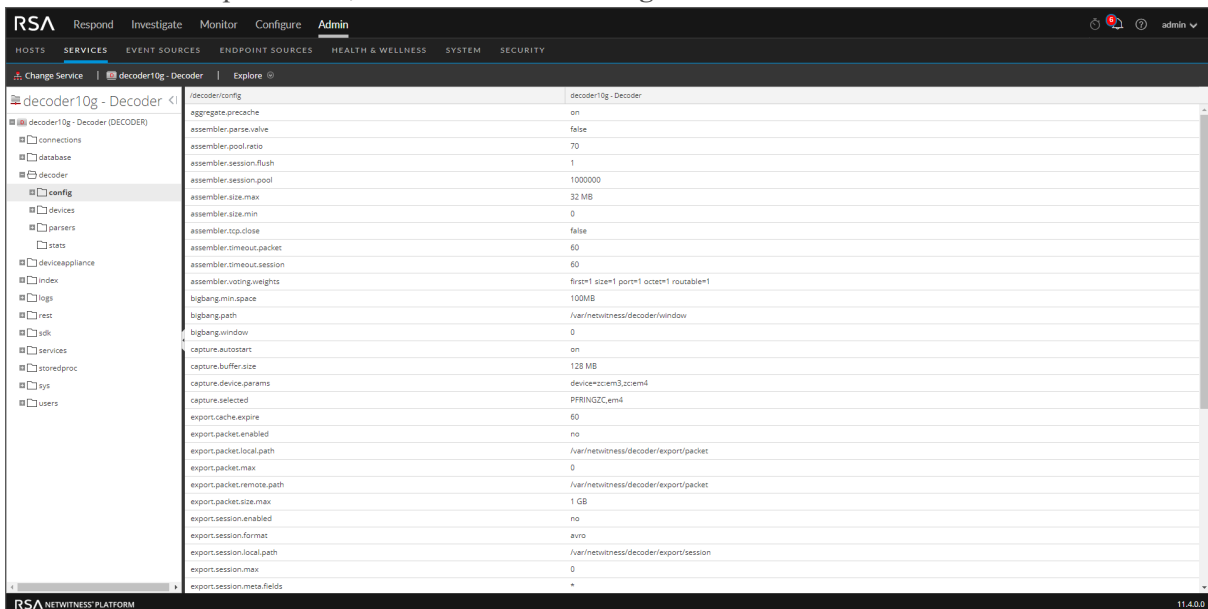 RSA Respond Investigate Monitor Configure Admin 6 admin
HOSTS SERVICES EVENT SOURCES ENDPOINT SOURCES HEALTH & WELLNESS SYSTEM SECURITY
Change Service | decoder10g - Decoder | Explore
decoder10g - Decoder
decoder10g - Decoder (DECODER)
connections
database
decoder
config
devices
parsers
stats
deviceappliance
index
logs
rest
sdk
services
storedproc
sys
users
/decoder/config decoder10g - Decoder
aggregate.precache on
assembler.parse.valve false
assembler.pool.ratio 70
assembler.session.flush 1
assembler.session.pool 1000000
assembler.size.max 32 MB
assembler.size.min 0
assembler.tcp.close false
assembler.timeout.packet 60
assembler.timeout.session 60
assembler.voting.weights first=1 size=1 port=1 octet=1 routable=1
bigbang.min.space 100MB
bigbang.path /var/netwitness/decoder/window
bigbang.window 0
capture.autostart on
capture.buffer.size 128 MB
capture.device.params device=zc:em3,zc:em4
capture.selected PFRINGZC,em4
export.cache.expire 60
export.packet.enabled no
export.packet.local.path /var/netwitness/decoder/export/packet
export.packet.max 0
export.packet.remote.path /var/netwitness/decoder/export/packet
export.packet.size.max 1 GB
export.session.enabled no
export.session.format avro
export.session.local.path /var/netwitness/decoder/export/session
export.session.max 0
export.session.meta.fields *
RSA NETWITNESS® PLATFORM 11.4.0.0